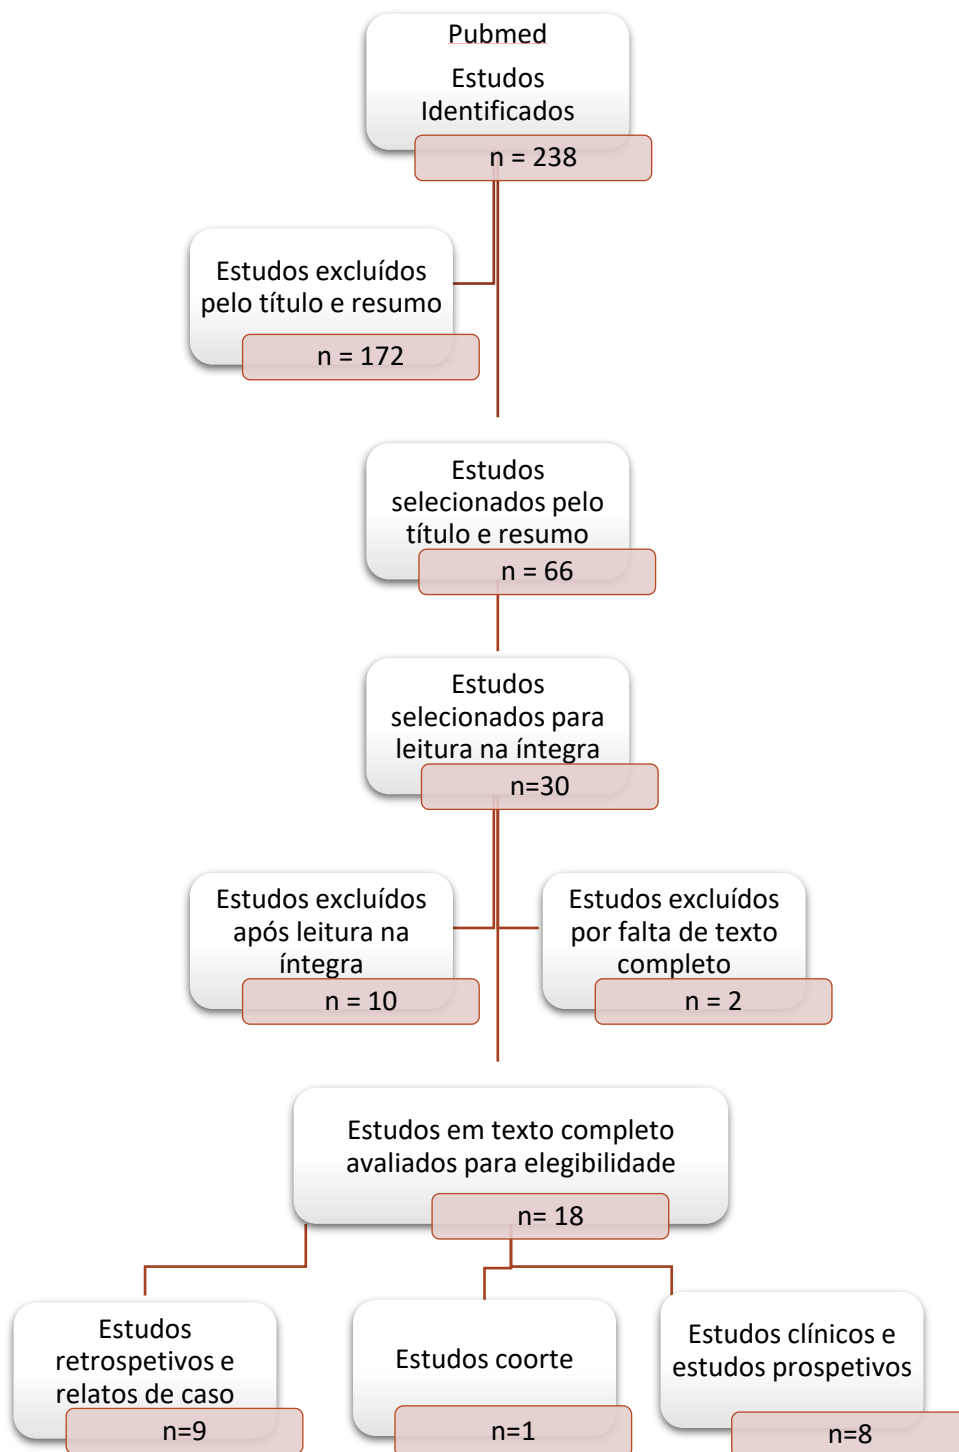 Pubmed
Estudos
Identificados
n = 238
Estudos excluídos
pelo título e resumo
n = 172
Estudos
selecionados pelo
título e resumo
n = 66
Estudos
selecionados para
leitura na íntegra
n=30
Estudos excluídos
após leitura na
íntegra
n = 10
Estudos excluídos
por falta de texto
completo
n = 2
Estudos em texto completo
avaliados para elegibilidade
n= 18
Estudos
retrospetivos e
relatos de caso
n=9
Estudos coorte
n=1
Estudos clínicos e
estudos prospetivos
n=8